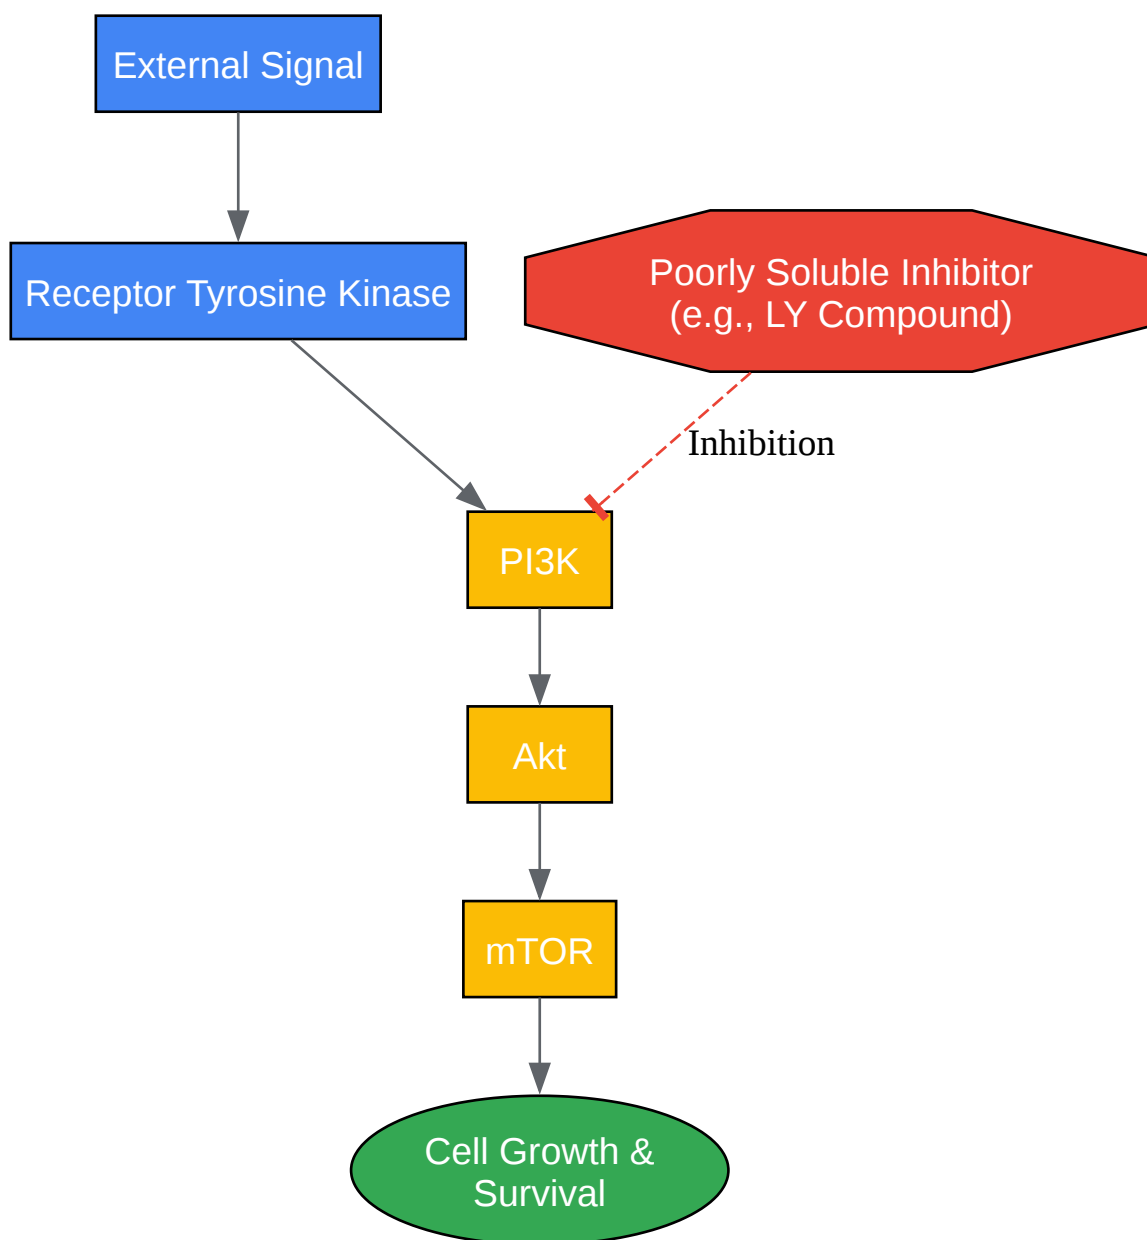 External Signal
Receptor Tyrosine Kinase
Poorly Soluble Inhibitor
(e.g., LY Compound)
Inhibition
PI3K
Akt
mTOR
Cell Growth &
Survival